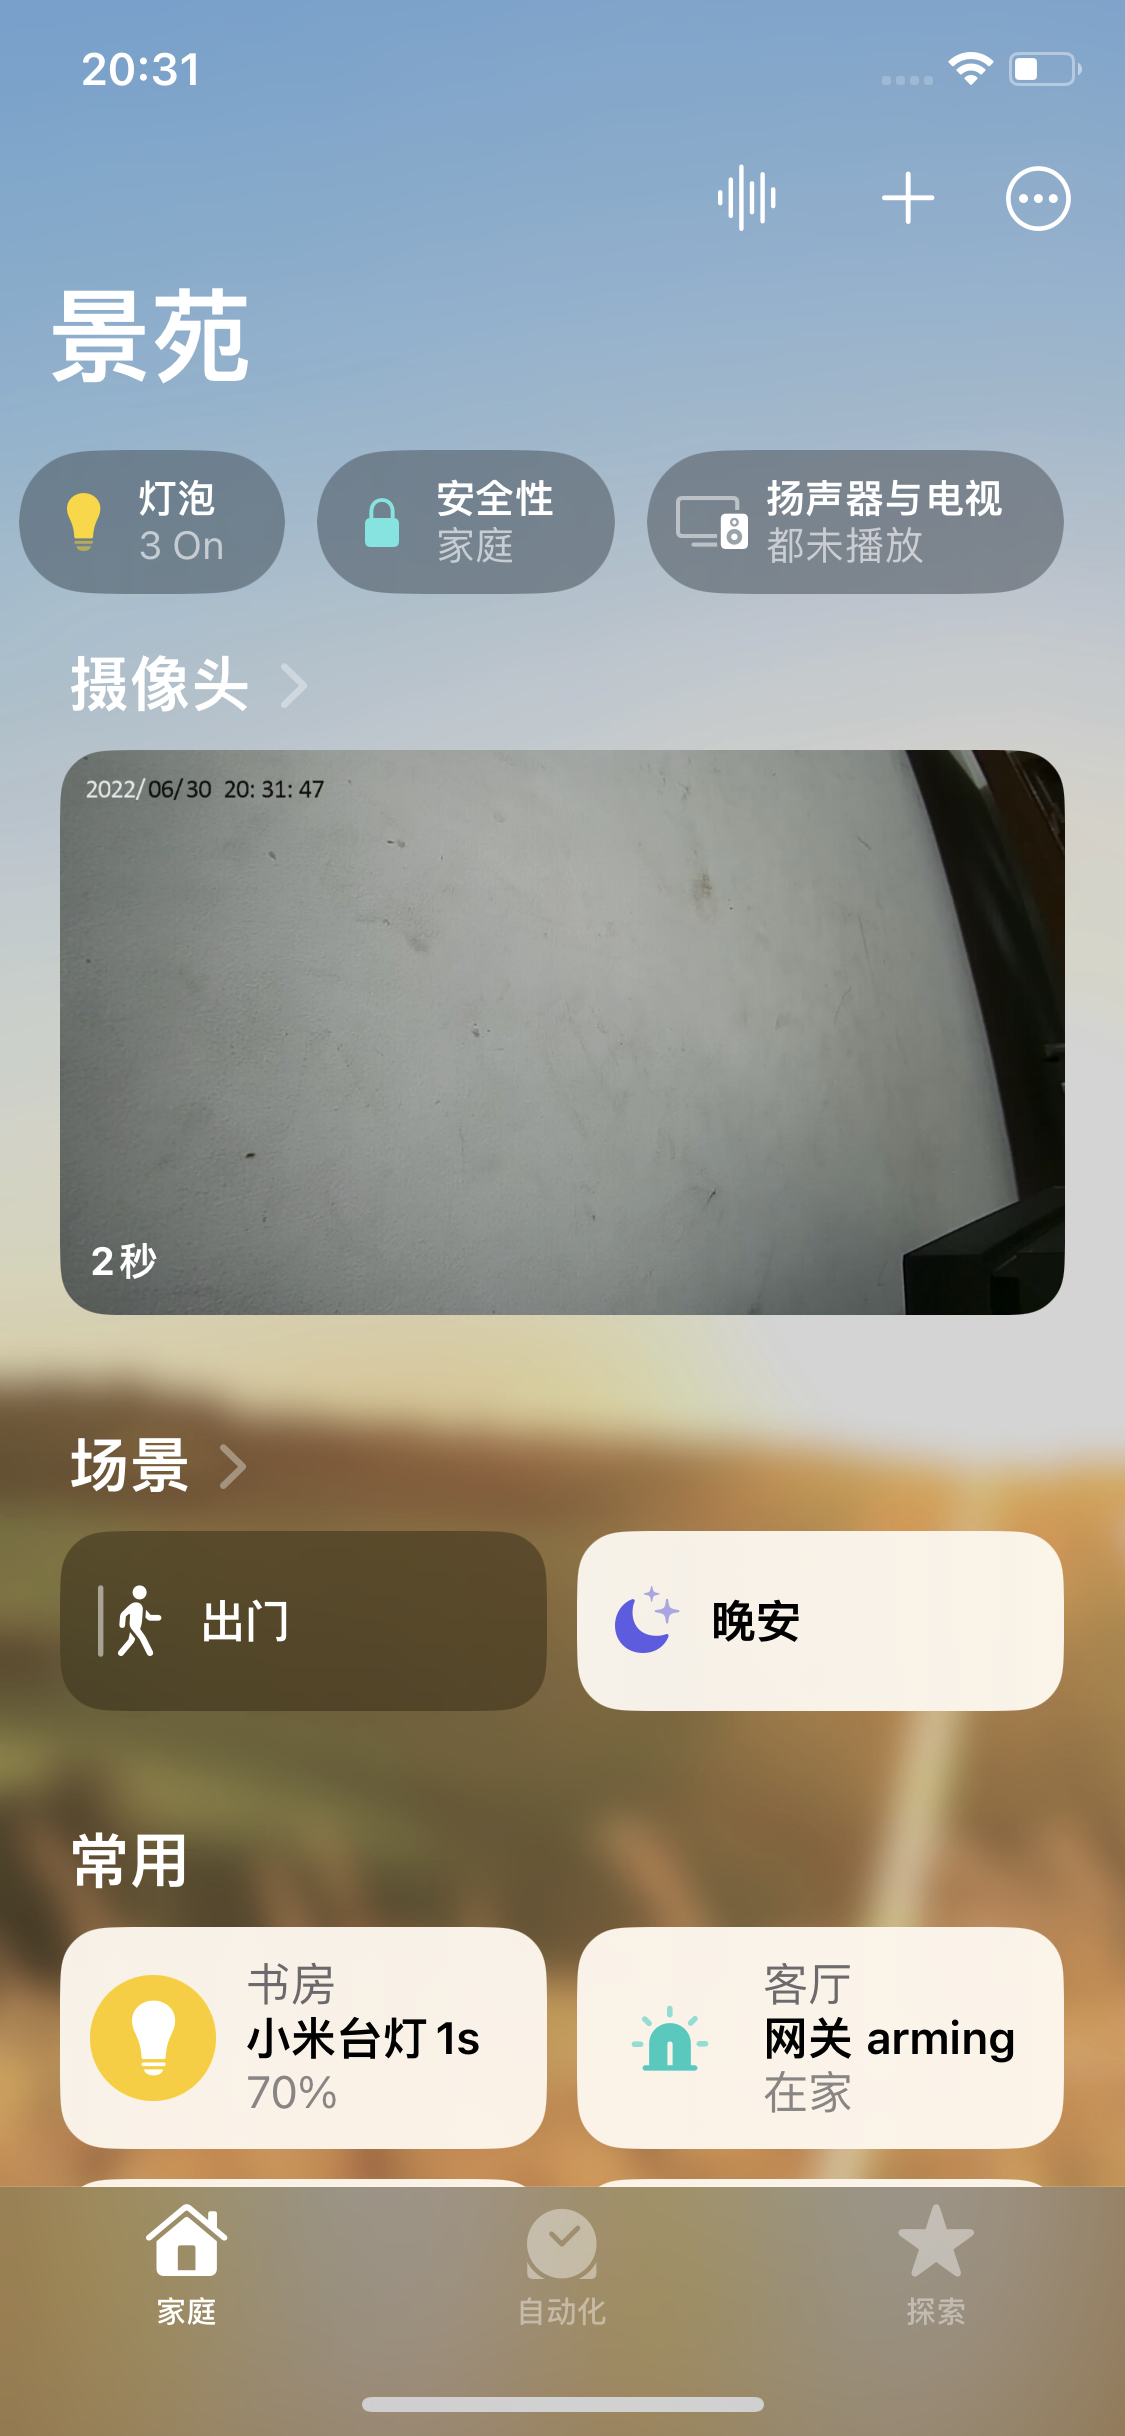 20:31
景苑
灯泡
3 On
安全性
家庭
扬声器与电视
都未播放
摄像头
2022/06/30 20:31:47
2秒
场景
出门
晚安
常用
书房
小米台灯 1s
70%
客厅
网关 arming
在家
家庭
自动化
探索